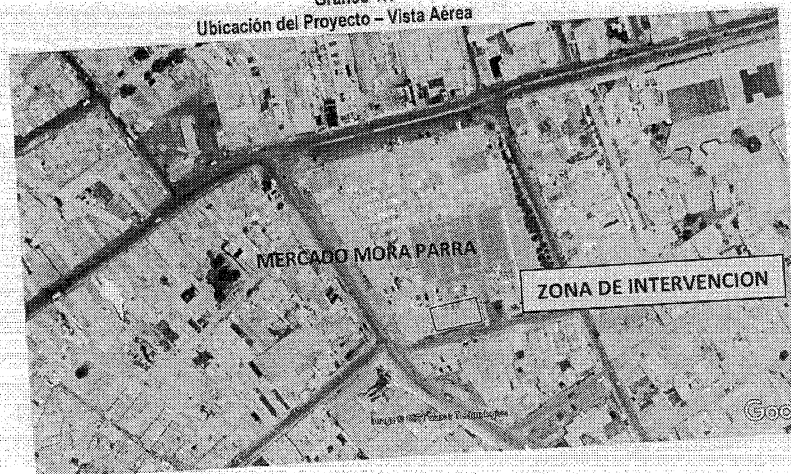 Ubicación del Proyecto – Vista Aérea
MERCADO MORA PARRA
ZONA DE INTERVENCION